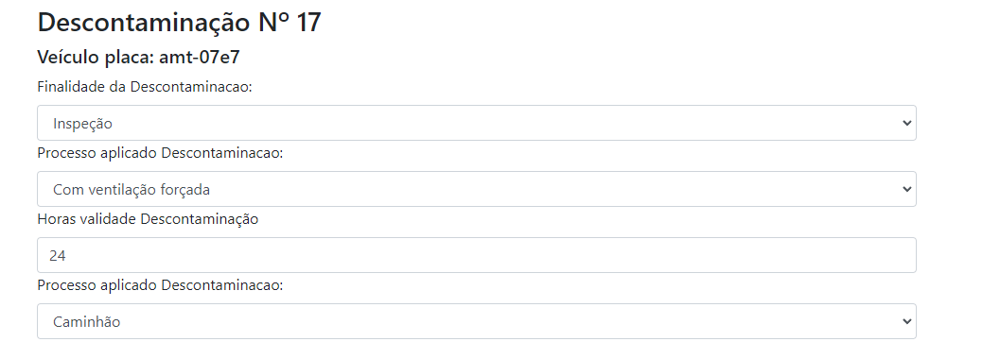 Descontaminação Nº 17
Veículo placa: amt-07e7
Finalidade da Descontaminacao:
Inspeção
Processo aplicado Descontaminacao:
Com ventilação forçada
Horas validade Descontaminação
24
Processo aplicado Descontaminacao:
Caminhão